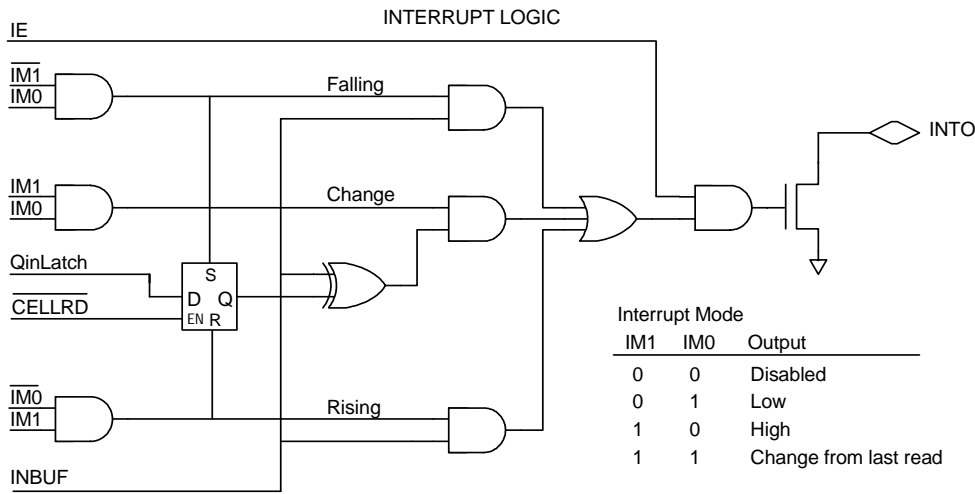 INTERRUPT LOGIC
IE
IM1
IM0
Falling
INTO
IM1
IM0
Change
QinLatch
S
D Q
CELLRD
EN R
Interrupt Mode
IM1 IM0 Output
0 0 Disabled
0 1 Low
1 0 High
1 1 Change from last read
IM0
IM1
Rising
INBUF